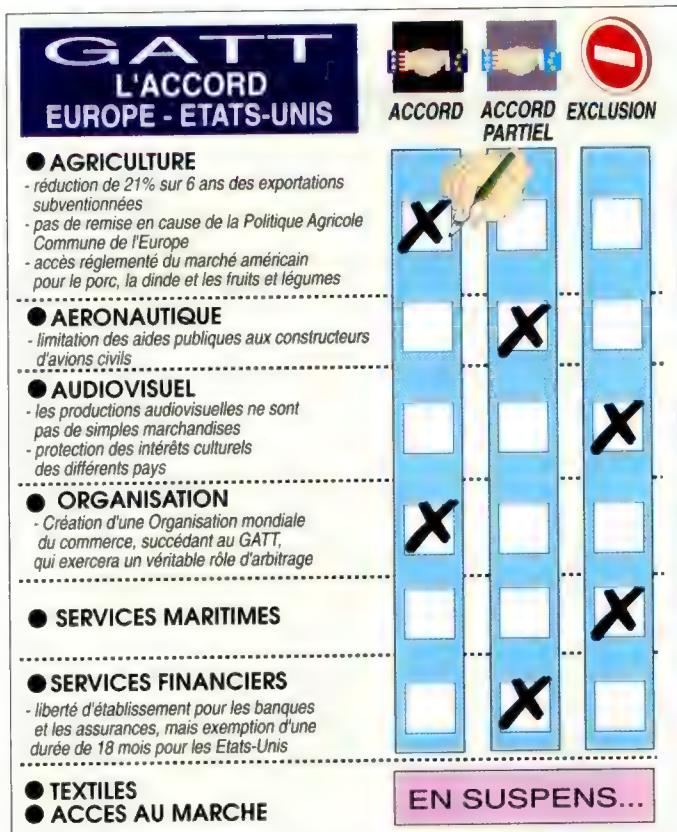 GATT
L'ACCORD
EUROPE - ETATS-UNIS
ACCORD
ACCORD
PARTIEL
EXCLUSION
● AGRICULTURE
- réduction de 21% sur 6 ans des exportations
subventionnées
- pas de remise en cause de la Politique Agricole
Commune de l'Europe
- accès réglementé du marché américain
pour le porc, la dinde et les fruits et légumes
● AERONAUTIQUE
- limitation des aides publiques aux constructeurs
d'avions civils
● AUDIOVISUEL
- les productions audiovisuelles ne sont
pas de simples marchandises
- protection des intérêts culturels
des différents pays
● ORGANISATION
- Création d'une Organisation mondiale
du commerce, succédant au GATT,
qui exercera un véritable rôle d'arbitrage
● SERVICES MARITIMES
● SERVICES FINANCIERS
- liberté d'établissement pour les banques
et les assurances, mais exemption d'une
durée de 18 mois pour les Etats-Unis
● TEXTILES
● ACCES AU MARCHE
EN SUSPENS...